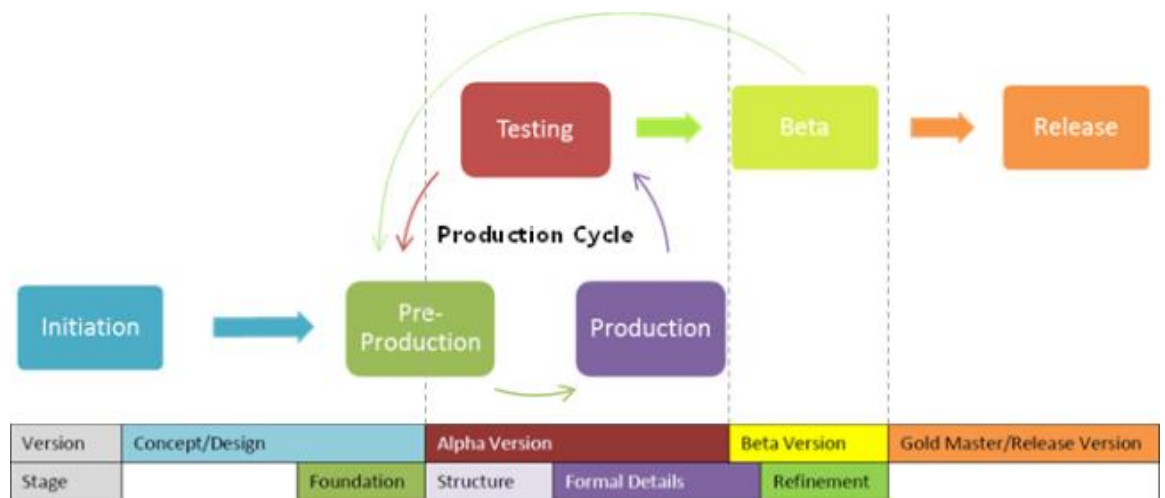 Testing
Beta
Release
Production Cycle
Initiation
Pre-
Production
Production
Version Concept/Design Alpha Version Beta Version Gold Master/Release Version
Stage Foundation Structure Formal Details Refinement